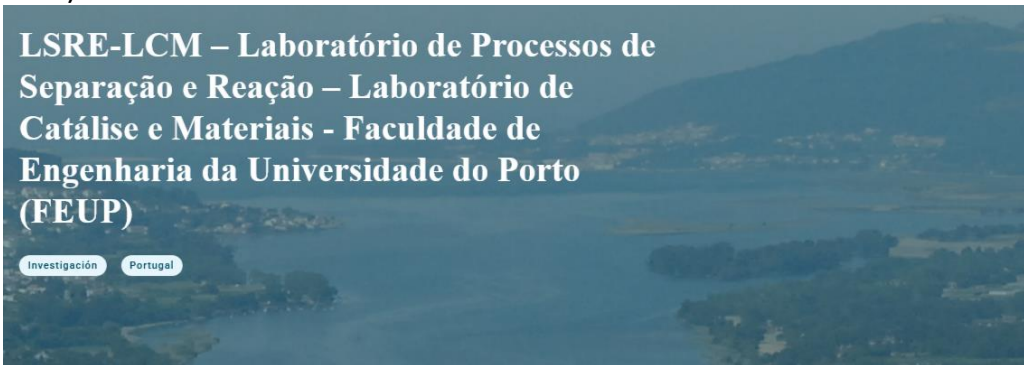 LSRE-LCM – Laboratório de Processos de
Separação e Reação – Laboratório de
Catálise e Materiais - Faculdade de
Engenharia da Universidade do Porto
(FEUP)
Investigación Portugal